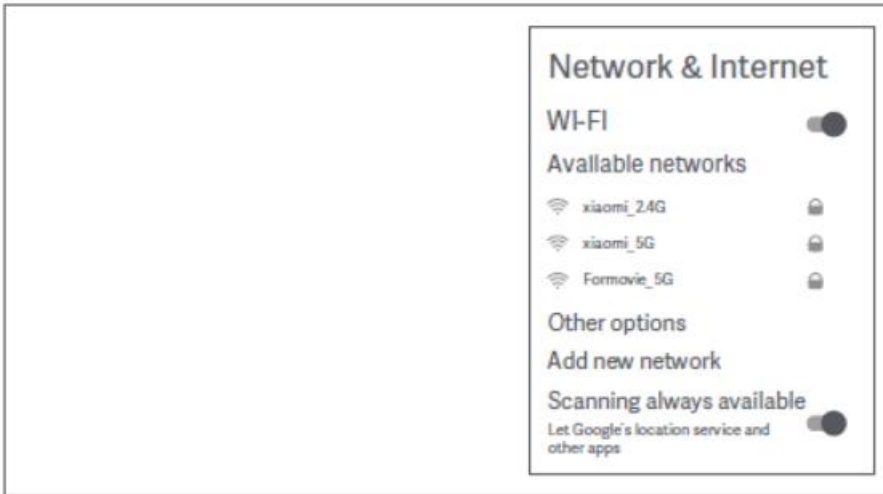 Network & Internet
WI-FI
Available networks
xiaomi_2.4G
xiaomi_5G
Formovie_5G
Other options
Add new network
Scanning always available
Let Google's location service and
other apps